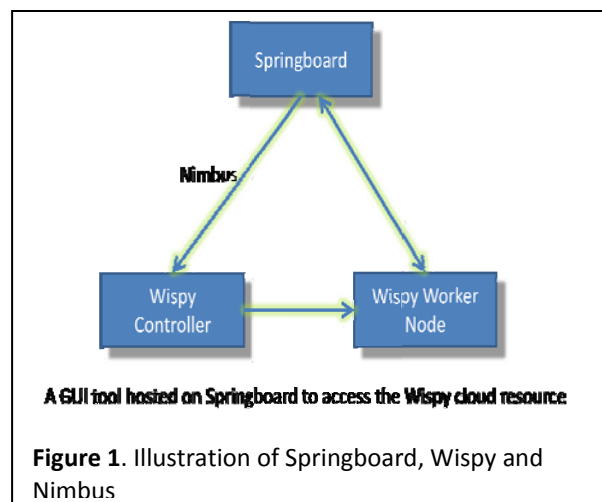 Springboard
Nimbus
Wispy
Controller
Wispy Worker
Node
A GUI tool hosted on Springboard to access the Wispy cloud resource
Figure 1. Illustration of Springboard, Wispy and
Nimbus